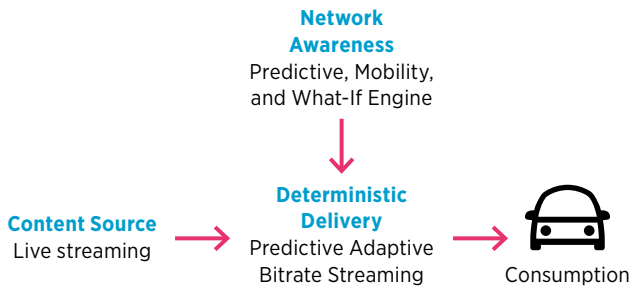 Network
Awareness
Predictive, Mobility,
and What-If Engine
Content Source
Live streaming
Deterministic
Delivery
Predictive Adaptive
Bitrate Streaming
Consumption